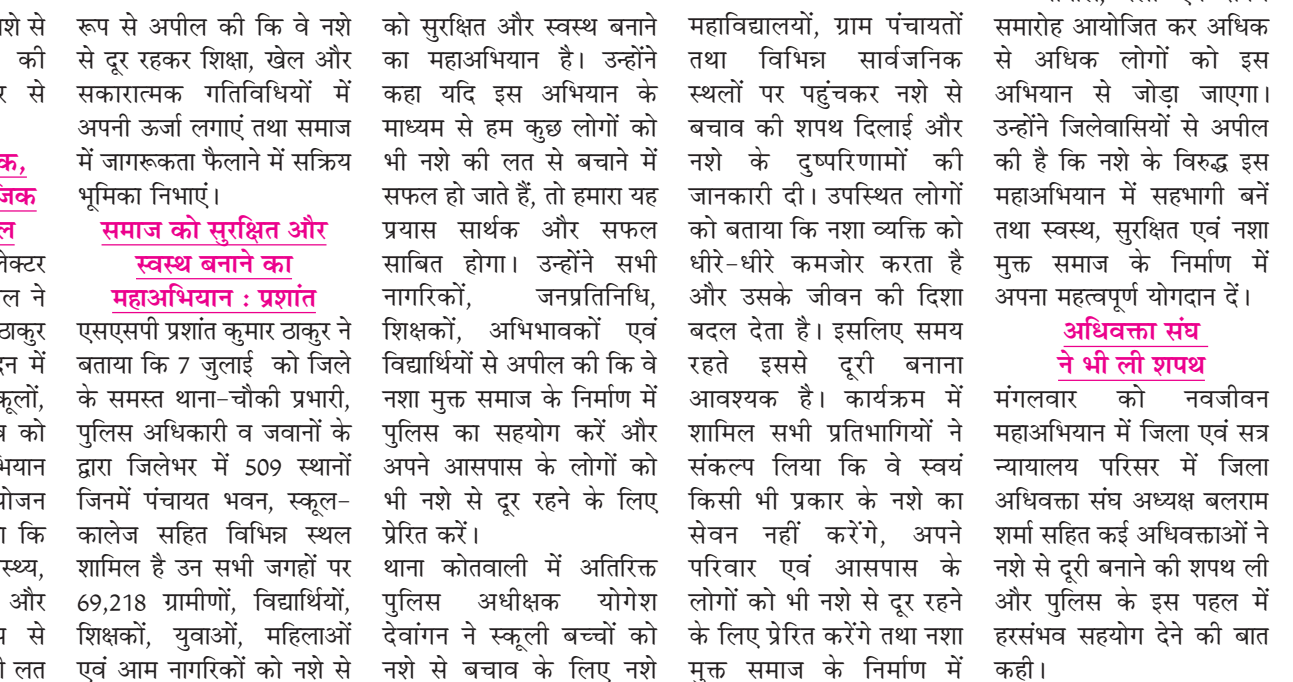 की
से
क,
ठाकुर
कूलों,
को
कि
और
से
लत
रूप से अपील की कि वे नशे
से दूर रहकर शिक्षा, खेल और
सकारात्मक गतिविधियों में
अपनी ऊर्जा लगाएं तथा समाज
में जागरूकता फैलाने में सक्रिय
भूमिका निभाएं।
समाज को सुरक्षित और
स्वस्थ बनाने का
महाअभियान : प्रशांत
एसएसपी प्रशांत कुमार ठाकुर ने
बताया कि 7 जुलाई को जिले
के समस्त थाना-चौकी प्रभारी,
पुलिस अधिकारी व जवानों के
द्वारा जिलेभर में 509 स्थानों
जिनमें पंचायत भवन, स्कूल-
कालेज सहित विभिन्न स्थल
शामिल है उन सभी जगहों पर
69,218 ग्रामीणों, विद्यार्थियों,
शिक्षकों, युवाओं, महिलाओं
एवं आम नागरिकों को नशे से
को सुरक्षित और स्वस्थ बनाने
का महाअभियान है। उन्होंने
कहा यदि इस अभियान के
माध्यम से हम कुछ लोगों को
भी नशे की लत से बचाने में
सफल हो जाते हैं, तो हमारा यह
प्रयास सार्थक और सफल
साबित होगा। उन्होंने सभी
नागरिकों, जनप्रतिनिधि,
शिक्षकों, अभिभावकों एवं
विद्यार्थियों से अपील की कि वे
नशा मुक्त समाज के निर्माण में
पुलिस का सहयोग करें और
अपने आसपास के लोगों को
भी नशे से दूर रहने के लिए
प्रेरित करें।
थाना कोतवाली में अतिरिक्त
पुलिस अधीक्षक योगेश
देवांगन ने स्कूली बच्चों को
नशे से बचाव के लिए नशे
महाविद्यालयों, ग्राम पंचायतों
तथा विभिन्न सार्वजनिक
स्थलों पर पहुंचकर नशे से
बचाव की शपथ दिलाई और
नशे के दुष्परिणामों की
जानकारी दी। उपस्थित लोगों
को बताया कि नशा व्यक्ति को
धीरे-धीरे कमजोर करता है
और उसके जीवन की दिशा
बदल देता है। इसलिए समय
रहते इससे दूरी बनाना
आवश्यक है। कार्यक्रम में
शामिल सभी प्रतिभागियों ने
संकल्प लिया कि वे स्वयं
किसी भी प्रकार के नशे का
सेवन नहीं करेंगे, अपने
परिवार एवं आसपास के
लोगों को भी नशे से दूर रहने
के लिए प्रेरित करेंगे तथा नशा
मुक्त समाज के निर्माण में
समारोह आयोजित कर अधिक
से अधिक लोगों को इस
अभियान से जोड़ा जाएगा।
उन्होंने जिलेवासियों से अपील
की है कि नशे के विरुद्ध इस
महाअभियान में सहभागी बनें
तथा स्वस्थ, सुरक्षित एवं नशा
मुक्त समाज के निर्माण में
अपना महत्वपूर्ण योगदान दें।
अधिवक्ता संघ
ने भी ली शपथ
मंगलवार को नवजीवन
महाअभियान में जिला एवं सत्र
न्यायालय परिसर में जिला
अधिवक्ता संघ अध्यक्ष बलराम
शर्मा सहित कई अधिवक्ताओं ने
नशे से दूरी बनाने की शपथ ली
और पुलिस के इस पहल में
हरसंभव सहयोग देने की बात
कही।